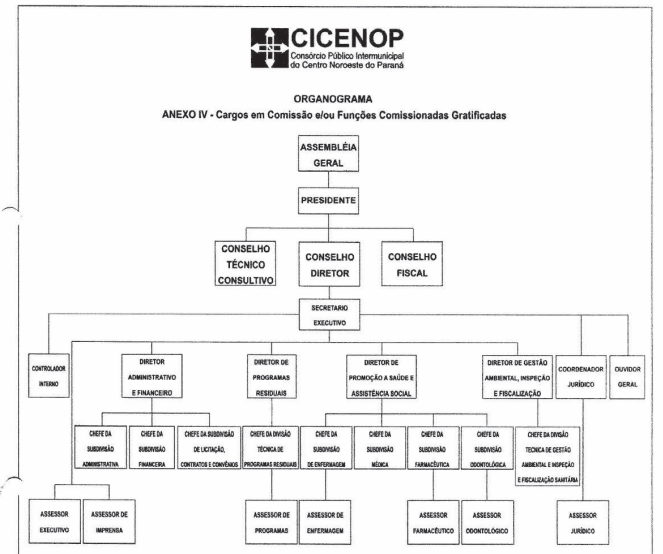 CICENOP
Consórcio Público Intermunicipal
do Centro Noroeste do Paraná
ORGANOGRAMA
ANEXO IV - Cargos em Comissão e/ou Funções Comissionadas Gratificadas
ASSEMBLÉIA
GERAL
PRESIDENTE
CONSELHO
TÉCNICO
CONSULTIVO
CONSELHO
DIRETOR
CONSELHO
FISCAL
SECRETARIO
EXECUTIVO
CONTROLADOR
INTERNO
DIRETOR
ADMINISTRATIVO
E FINANCEIRO
DIRETOR DE
PROGRAMAS
RESIDUAIS
DIRETOR DE
PROMOÇÃO A SAÚDE E
ASSISTÊNCIA SOCIAL
DIRETOR DE GESTÃO
AMBIENTAL, INSPEÇÃO
E FISCALIZAÇÃO
COORDENADOR
JURÍDICO
OUVIDOR
GERAL
CHEFE DA
SUBDIVISÃO
ADMINISTRATIVA
CHEFE DA
SUBDIVISÃO
FINANCEIRA
CHEFE DA SUBDIVISÃO
DE LICITAÇÃO,
CONTRATOS E CONVÊNIOS
CHEFE DA DIVISÃO
TÉCNICA DE
PROGRAMAS RESIDUAIS
CHEFE DA
SUBDIVISÃO
DE ENFERMAGEM
CHEFE DA
SUBDIVISÃO
MÉDICA
CHEFE DA
SUBDIVISÃO
FARMACÊUTICA
CHEFE DA
SUBDIVISÃO
ODONTOLÓGICA
CHEFE DA DIVISÃO
TECNICA DE GESTÃO
AMBIENTAL E INSPEÇÃO
E FISCALIZAÇÃO SANITÁRIA
ASSESSOR
EXECUTIVO
ASSESSOR DE
IMPRENSA
ASSESSOR DE
PROGRAMAS
ASSESSOR DE
ENFERMAGEM
ASSESSOR
FARMACÊUTICO
ASSESSOR
ODONTOLÓGICO
ASSESSOR
JURÍDICO